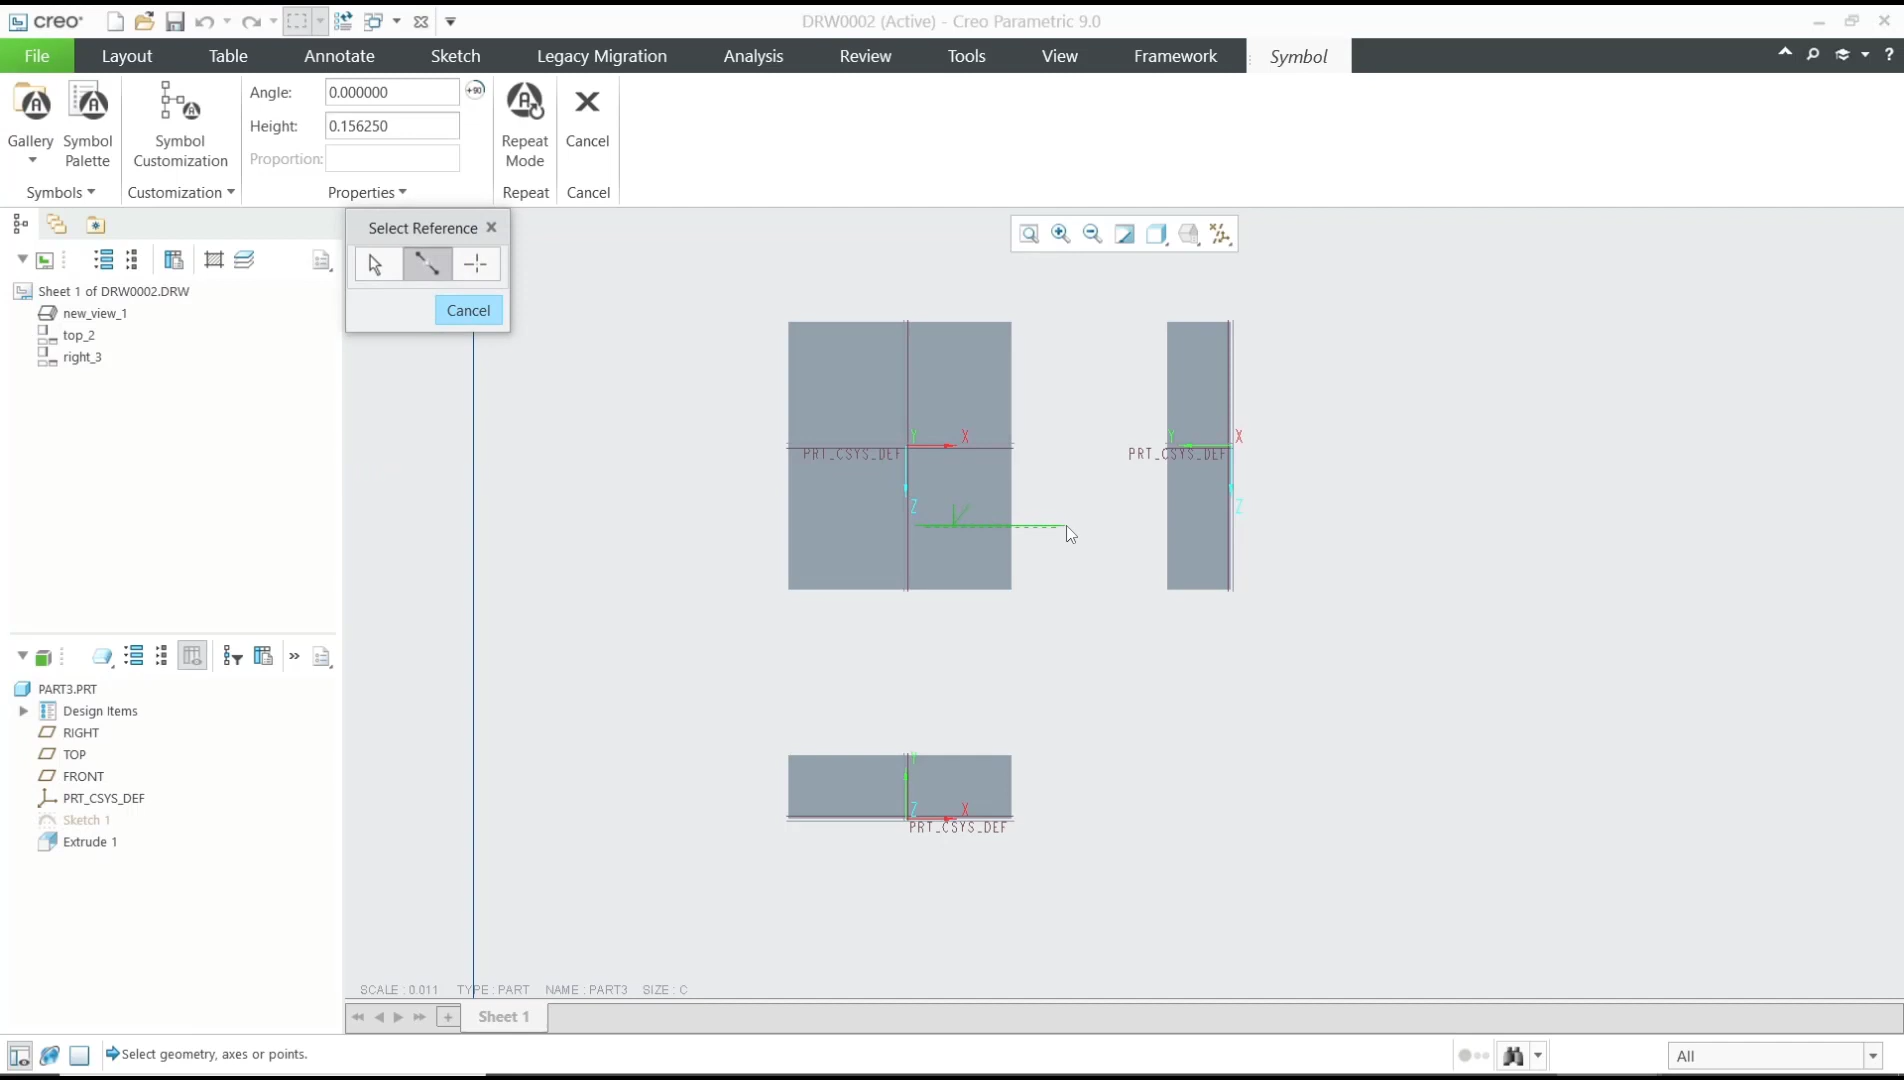 creo°
DRW0002 (Active) - Creo Parametric 9.0
File
Layout
Table
Annotate
Sketch
Legacy Migration
Analysis
Review
Tools
View
Framework
Symbol
?
Gallery
Symbol Palette
Symbols
Symbol Customization
Customization
Angle:
0.000000
+90
Height:
0.156250
Proportion:
Properties
Repeat Mode
Repeat
Cancel
Cancel
Select Reference
Cancel
Sheet 1 of DRW0002.DRW
new_view_1
top_2
right_3
PART3.PRT
Design Items
RIGHT
TOP
FRONT
PRT_CSYS_DEF
Sketch 1
Extrude 1
Y
X
PRT_CSYS_DEF
Z
Y
X
PRT_CSYS_DEF
Z
Y
Z
X
PRT_CSYS_DEF
SCALE : 0.011 TYPE : PART NAME : PART3 SIZE : C
Sheet 1
Select geometry, axes or points.
All